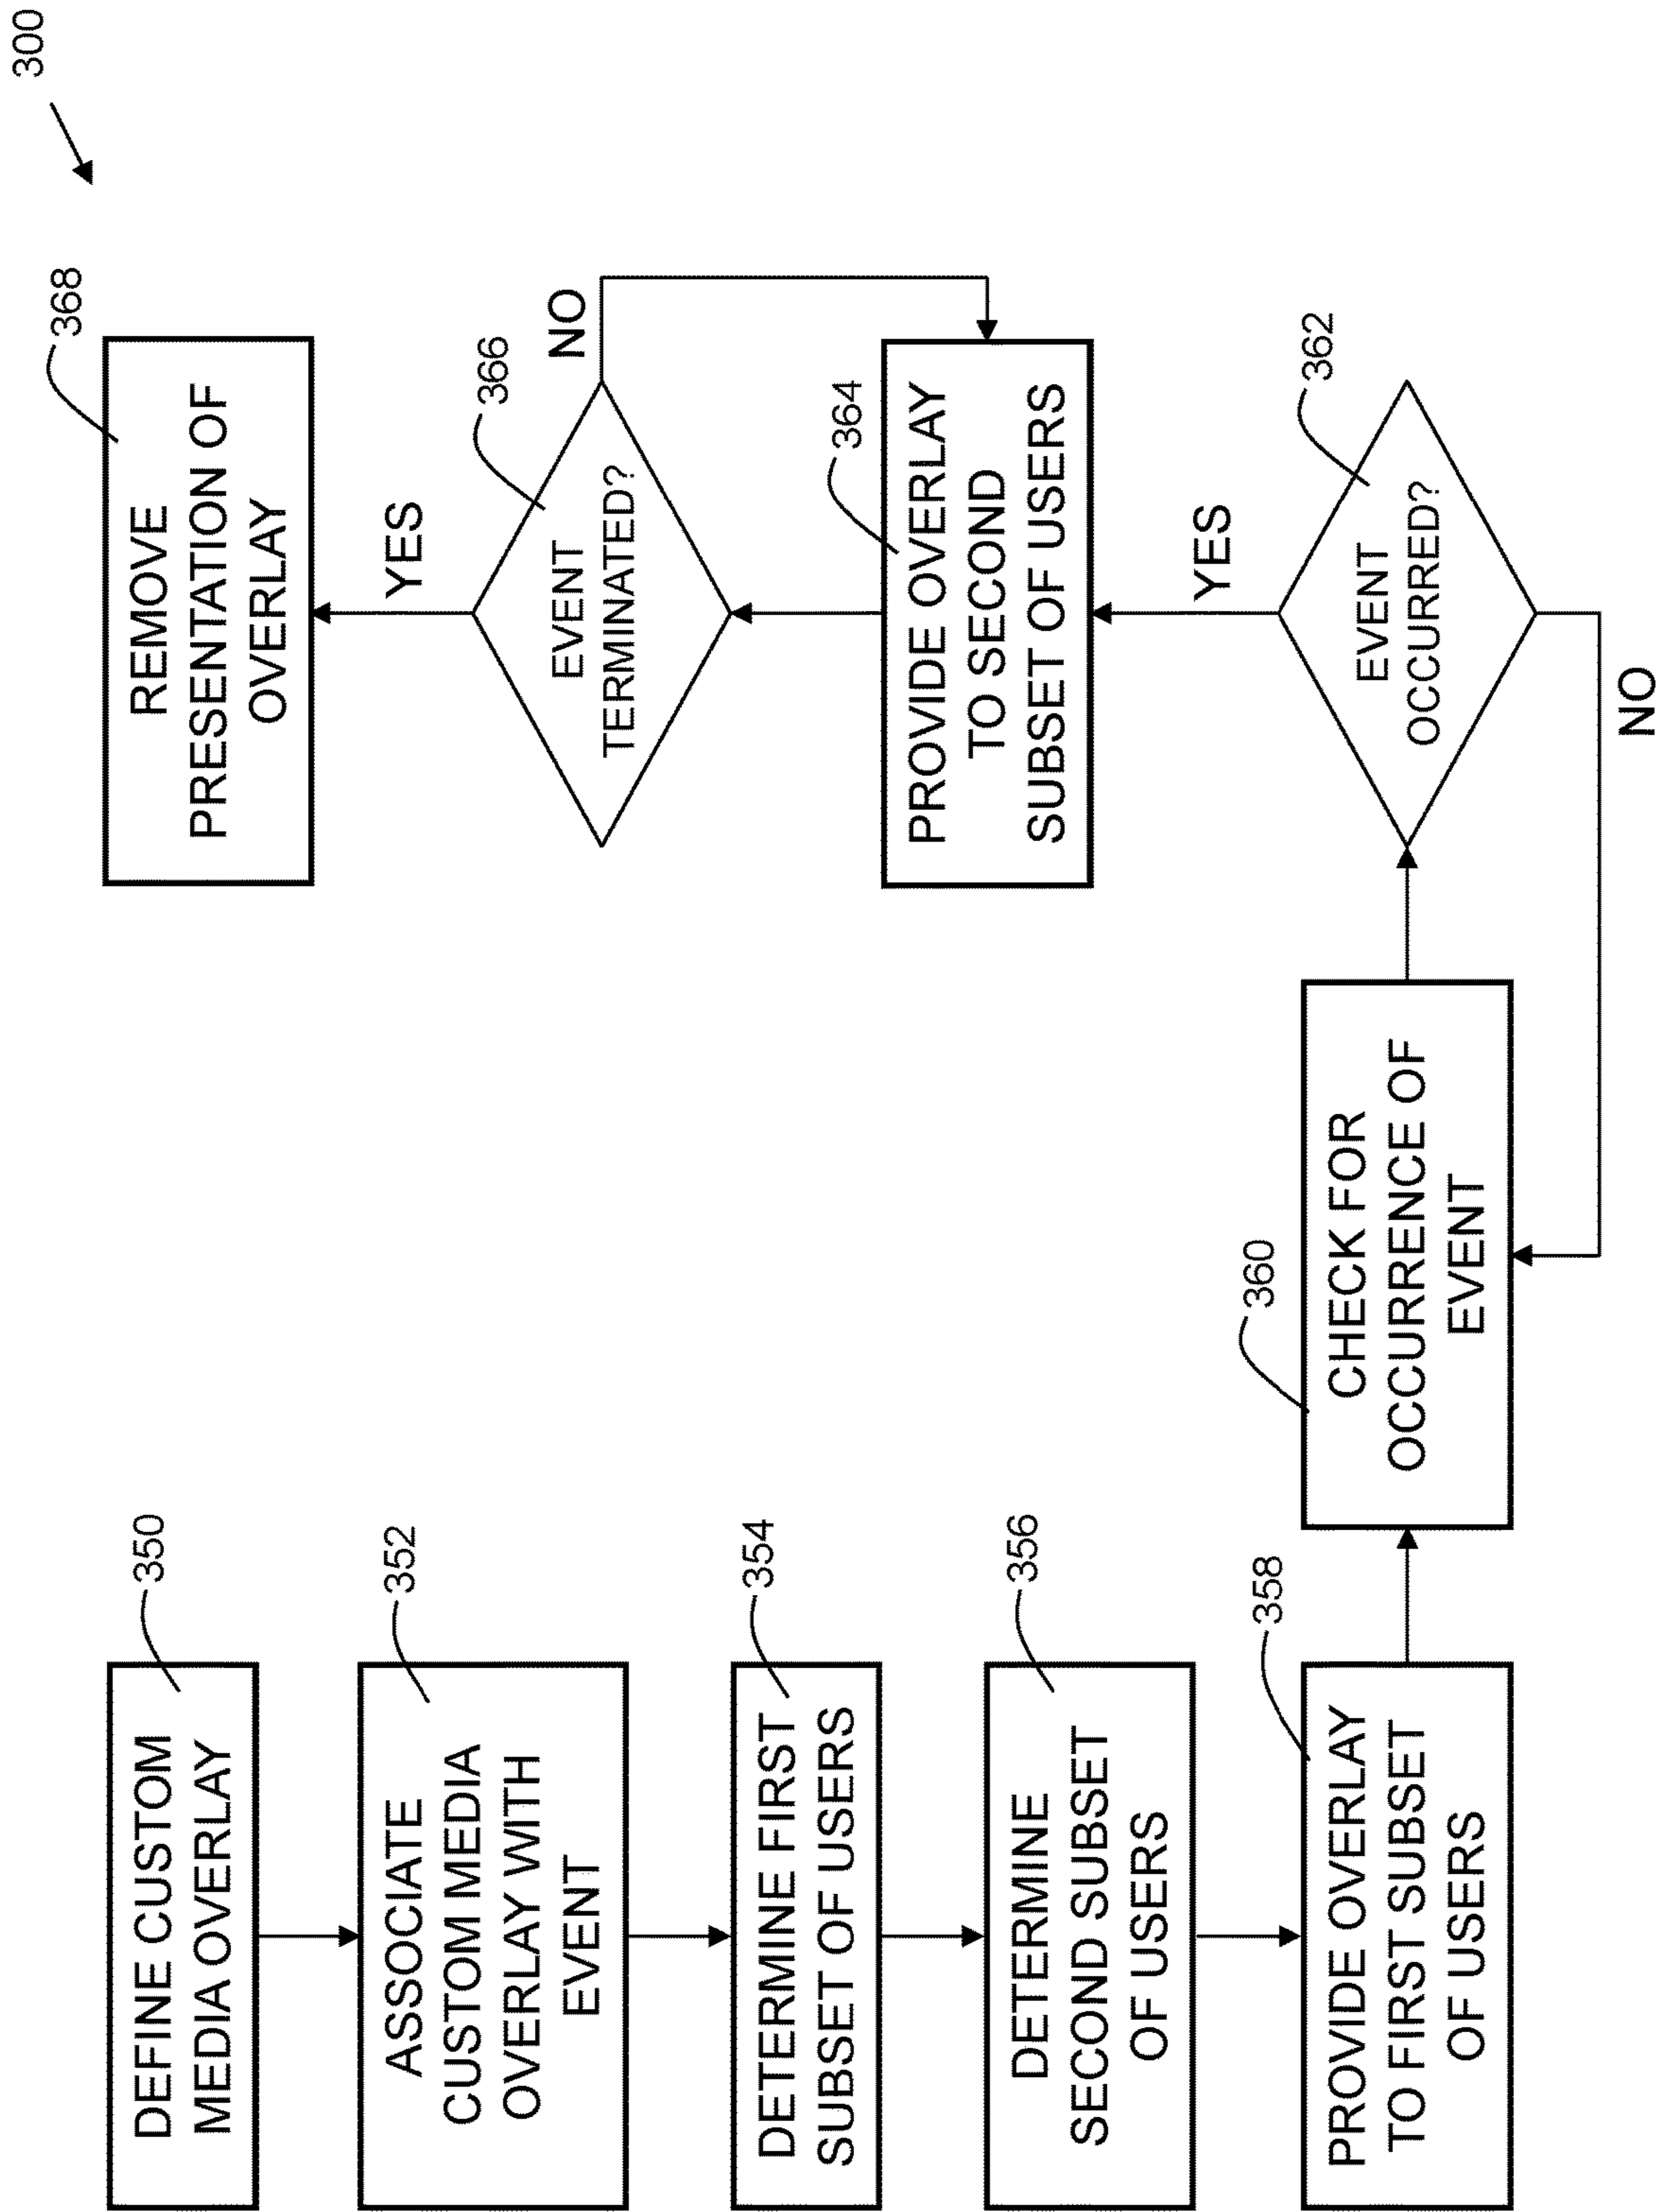 300
350
DEFINE CUSTOM
MEDIA OVERLAY
352
ASSOCIATE
CUSTOM MEDIA
OVERLAY WITH
EVENT
354
DETERMINE FIRST
SUBSET OF USERS
356
DETERMINE
SECOND SUBSET
OF USERS
358
PROVIDE OVERLAY
TO FIRST SUBSET
OF USERS
360
CHECK FOR
OCCURRENCE OF
EVENT
362
EVENT
OCCURRED?
NO
YES
364
PROVIDE OVERLAY
TO SECOND
SUBSET OF USERS
366
EVENT
TERMINATED?
NO
YES
368
REMOVE
PRESENTATION OF
OVERLAY